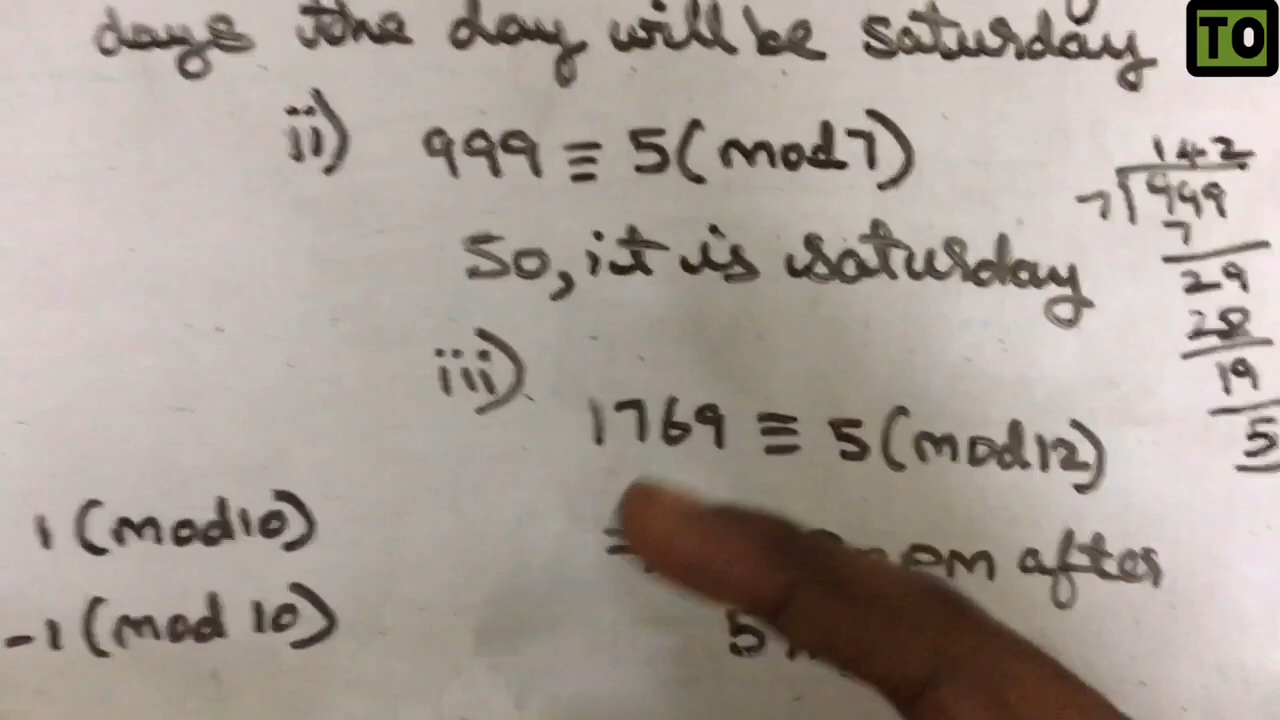 days the day will be saturday
TO
ii) 999 ≡ 5(mod7)
142
7)999
7
29
28
19
5
So, it is saturday
iii)
1769 ≡ 5(mod12)
1(mod10)
after
-1(mod 10)
5